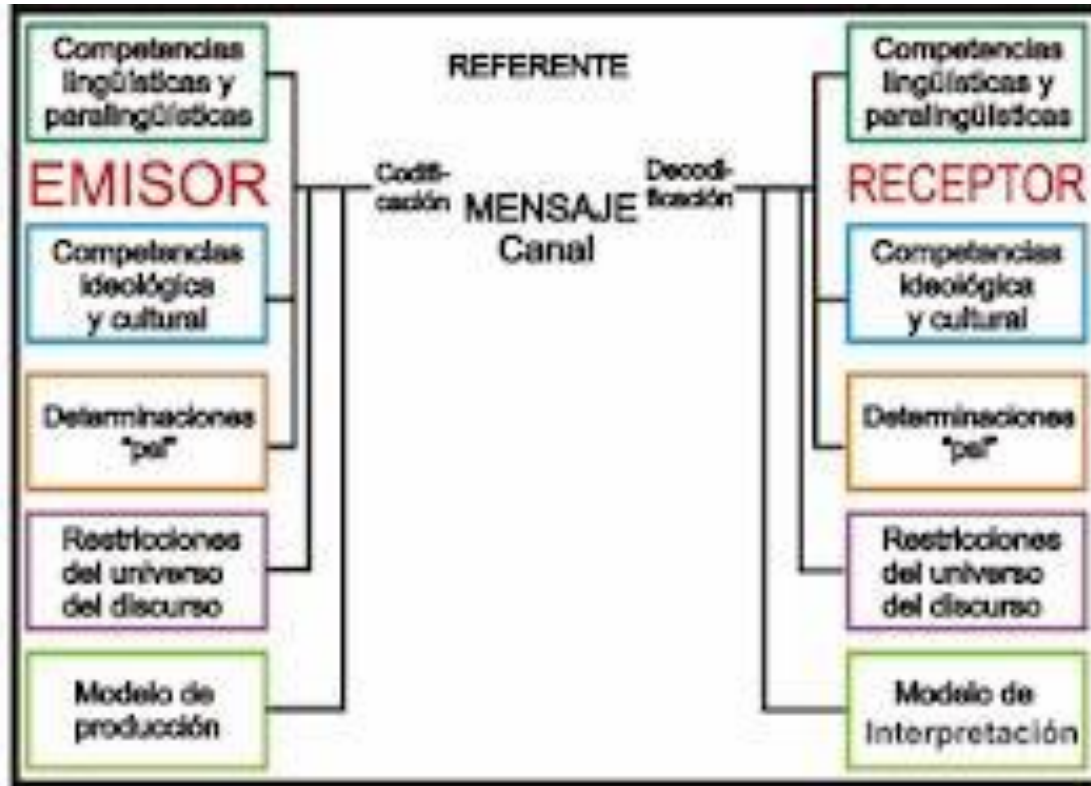 Competencias
lingüísticas y
paralingüísticas
EMISOR
Competencias
ideológica
y cultural
Determinaciones
"psi"
Restricciones
del universo
del discurso
Modelo de
producción
REFERENTE
Codifi-
cación
MENSAJE
Canal
Decodi-
ficación
Competencias
lingüísticas y
paralingüísticas
RECEPTOR
Competencias
ideológica
y cultural
Determinaciones
"psi"
Restricciones
del universo
del discurso
Modelo de
Interpretación